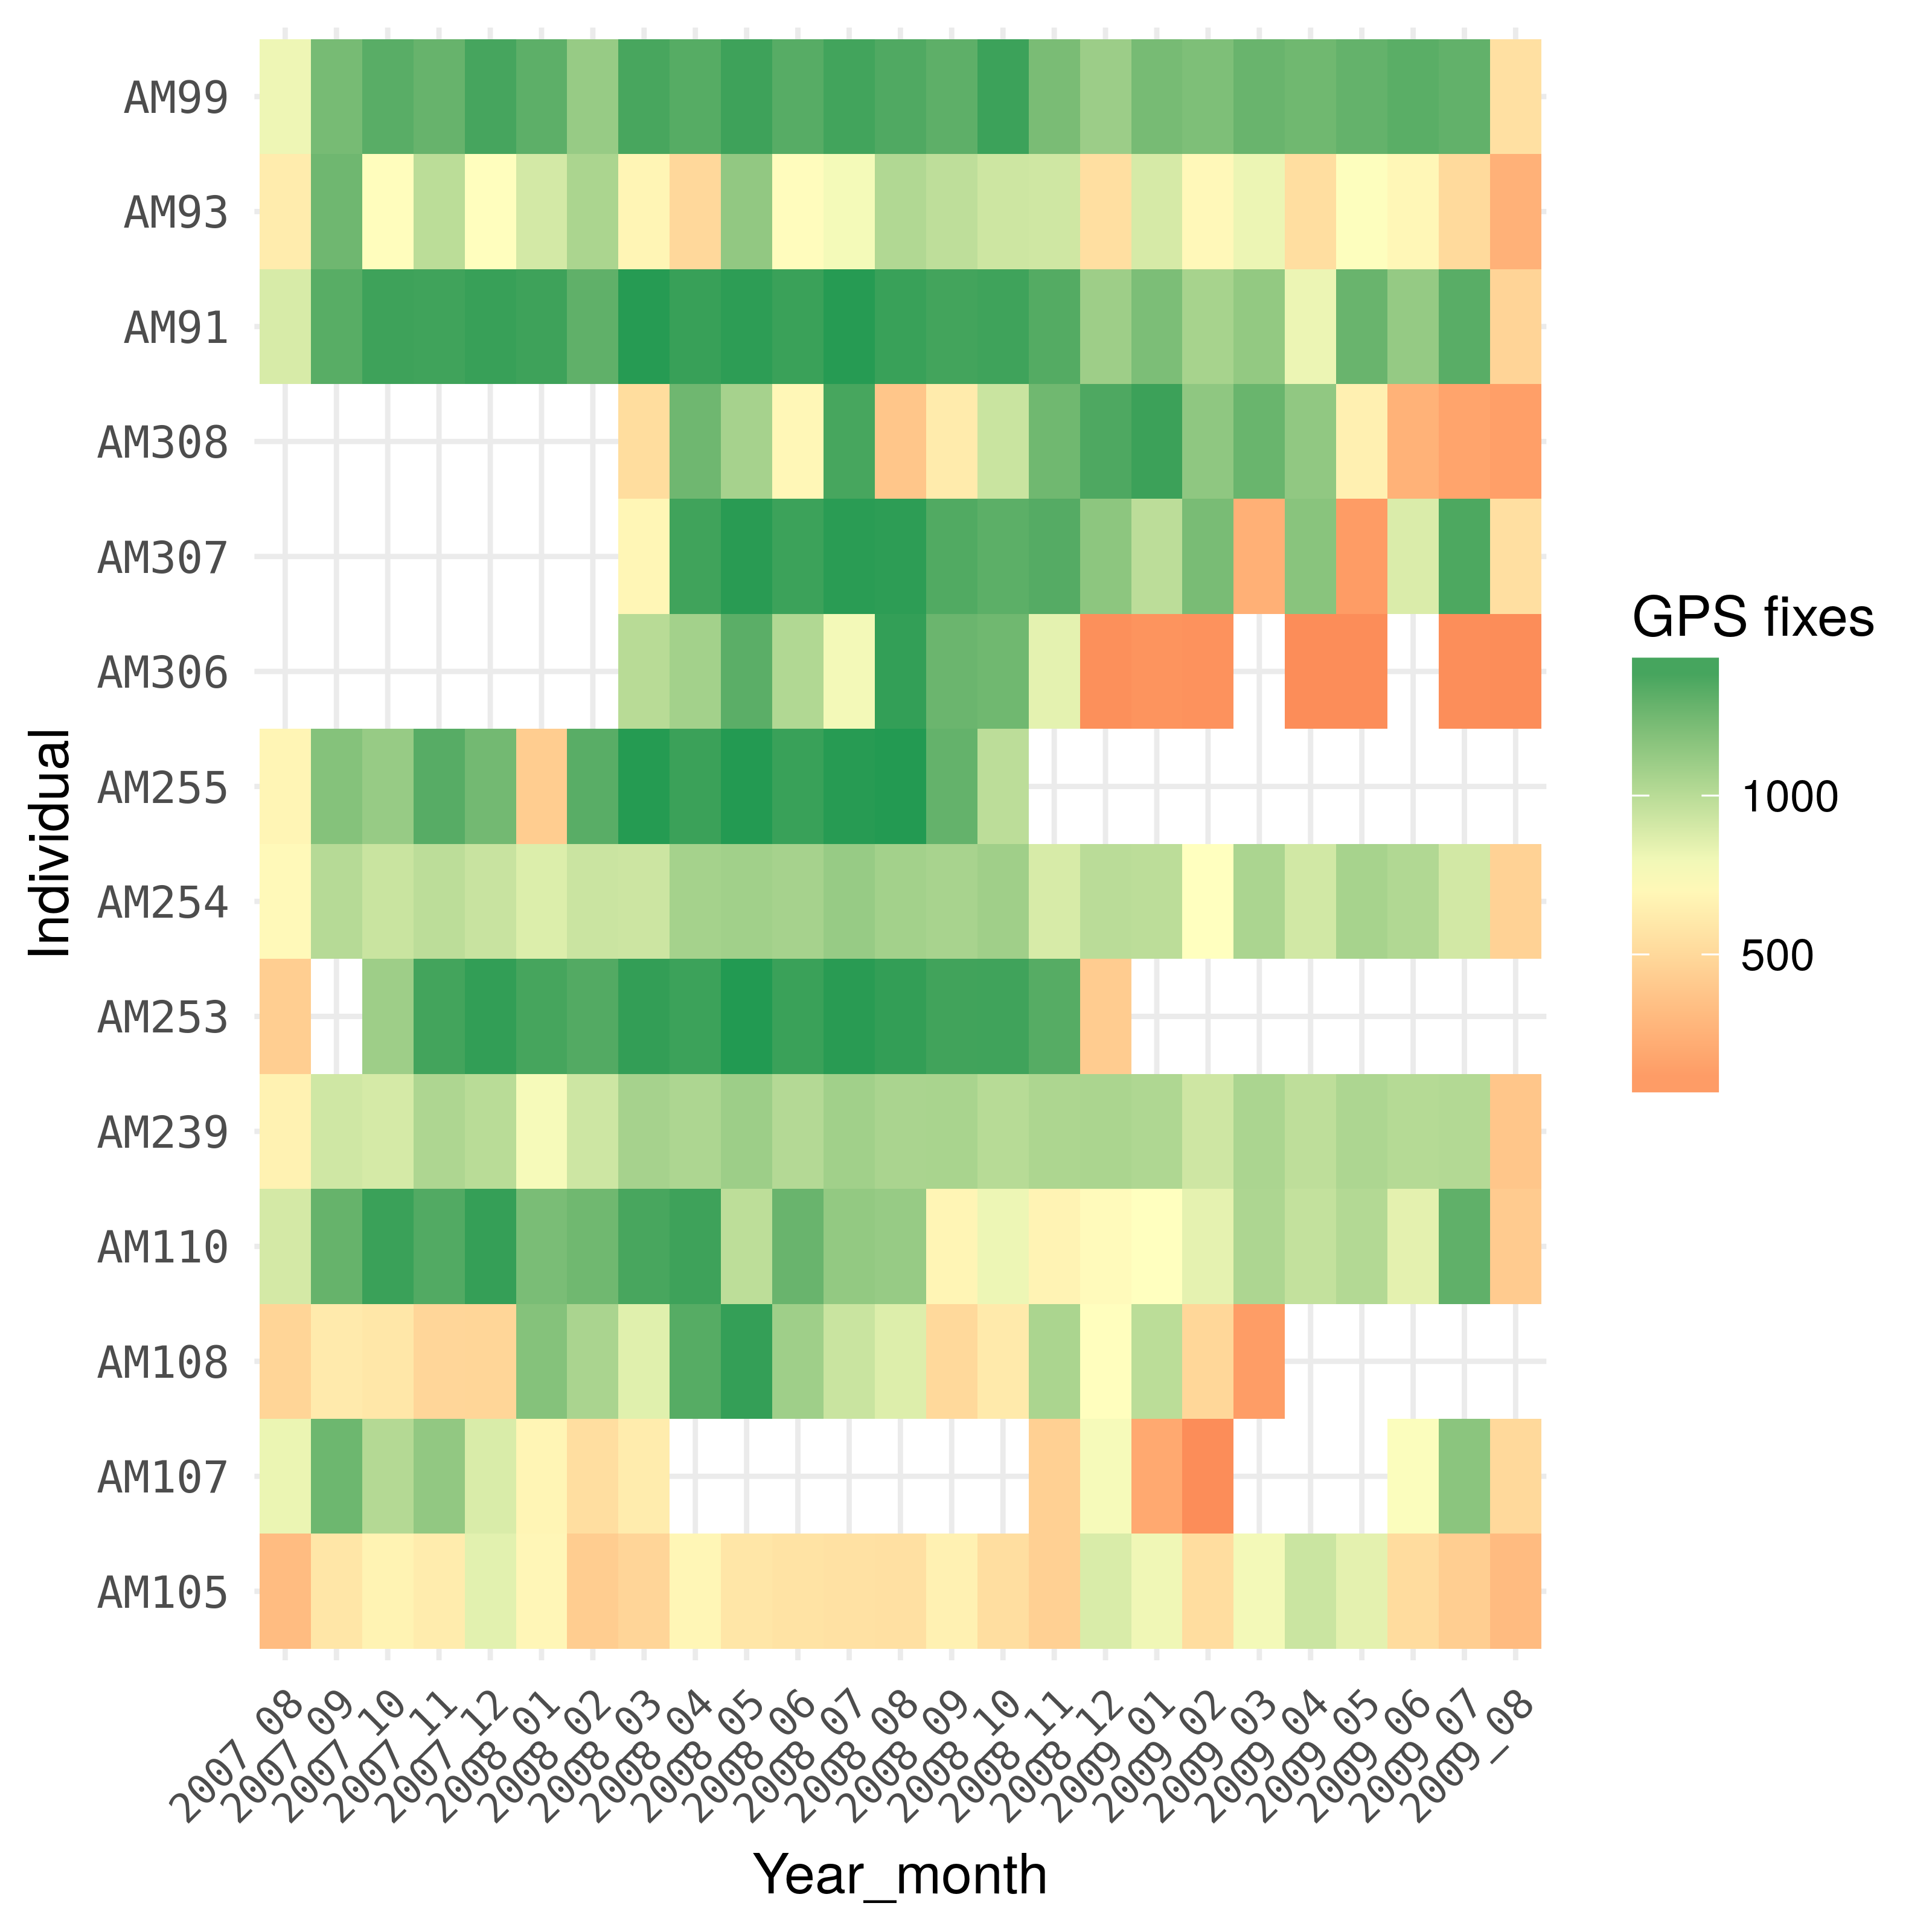 AM99
AM93
AM91
AM308
AM307
AM306
AM255
AM254
AM253
AM239
AM110
AM108
AM107
AM105
Individual
2007_08
2007_09
2007_10
2007_11
2007_12
2008_01
2008_02
2008_03
2008_04
2008_05
2008_06
2008_07
2008_08
2008_09
2008_10
2008_11
2008_12
2009_01
2009_02
2009_03
2009_04
2009_05
2009_06
2009_07
2009_08
Year_month
GPS fixes
1000
500